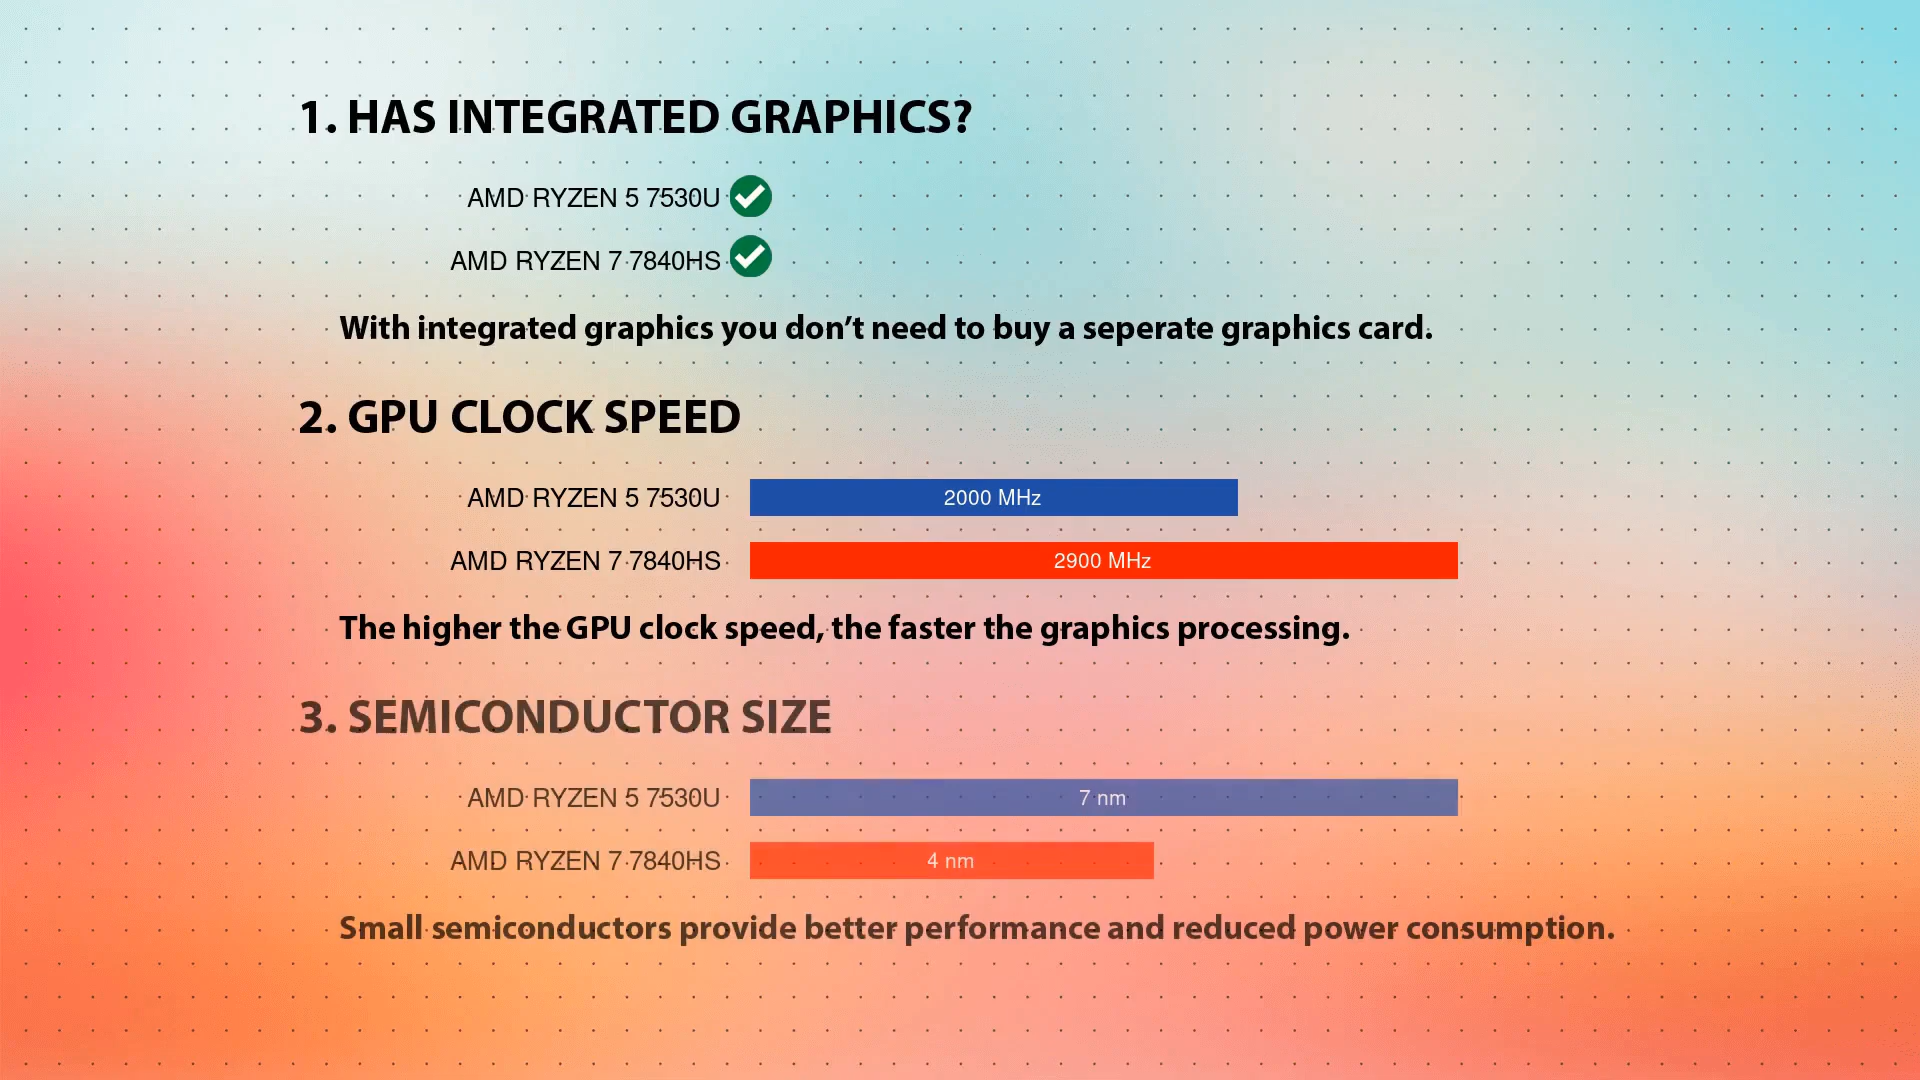 1. HAS INTEGRATED GRAPHICS?
AMD RYZEN 5 7530U
AMD RYZEN 7 7840HS
With integrated graphics you don’t need to buy a seperate graphics card.
2. GPU CLOCK SPEED
AMD RYZEN 5 7530U 2000 MHz
AMD RYZEN 7 7840HS 2900 MHz
The higher the GPU clock speed, the faster the graphics processing.
3. SEMICONDUCTOR SIZE
AMD RYZEN 5 7530U 7 nm
AMD RYZEN 7 7840HS 4 nm
Small semiconductors provide better performance and reduced power consumption.